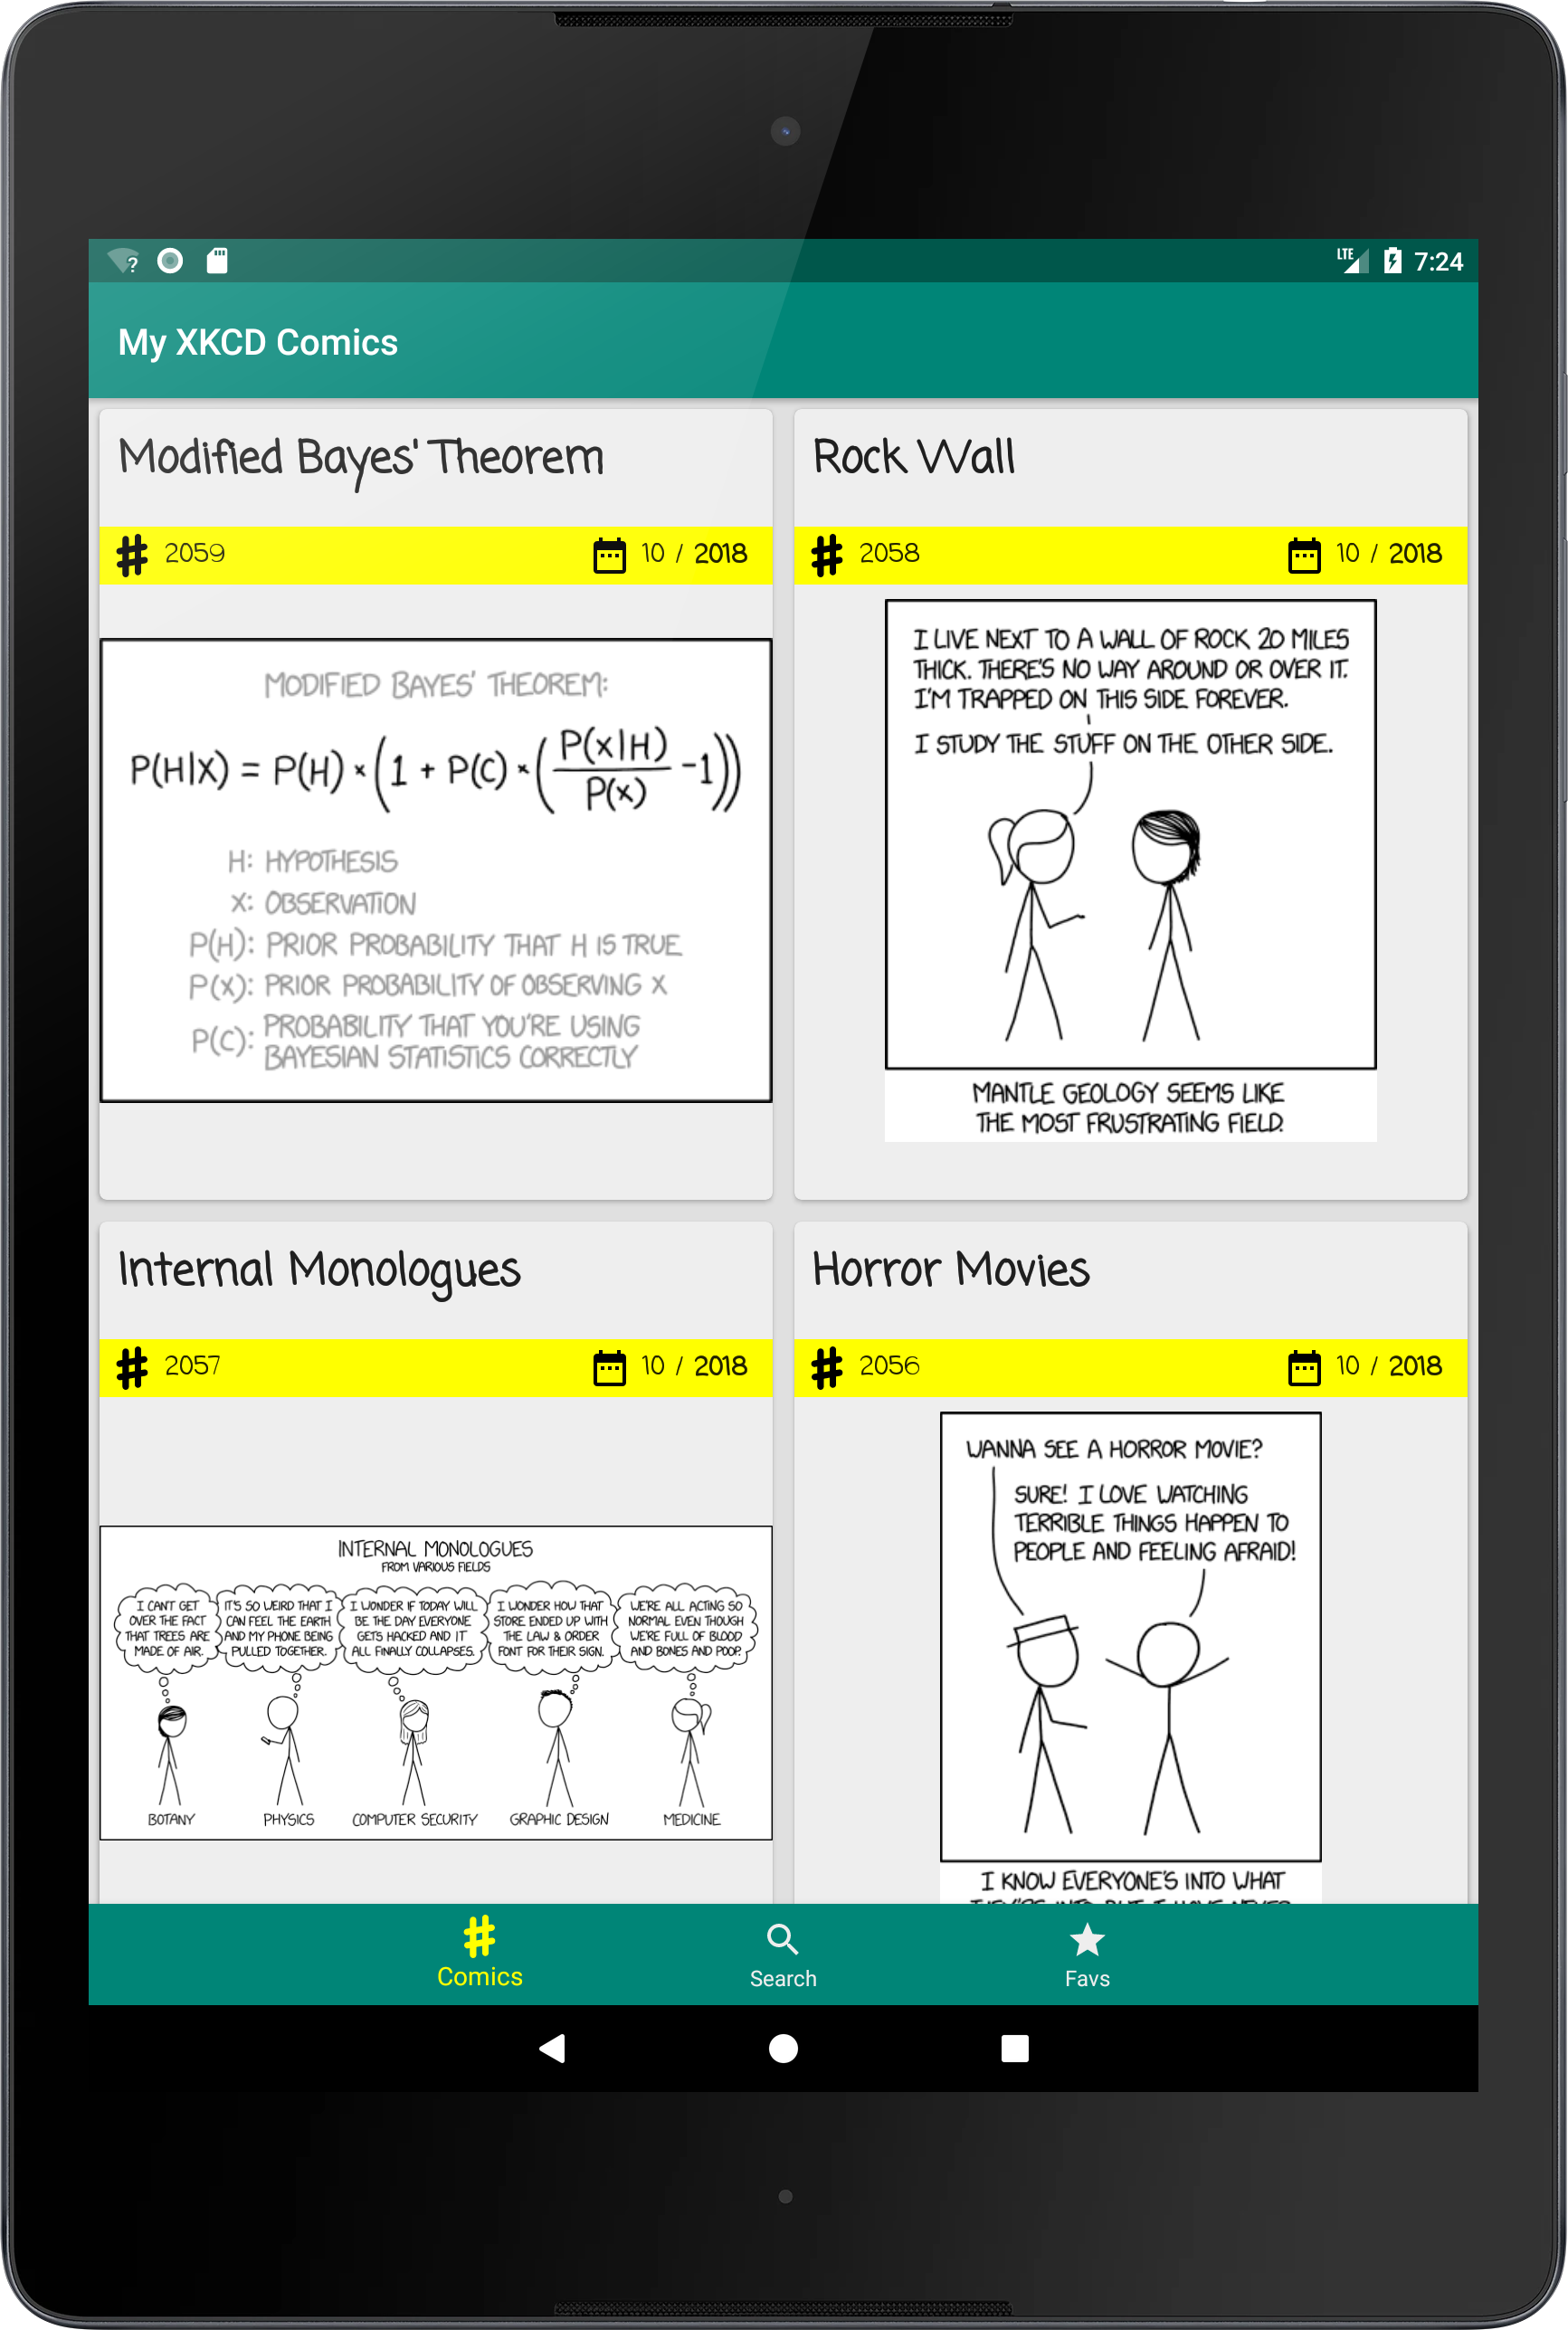 ?
LTE
7:24
My XKCD Comics
Modified Bayes' Theorem
# 2059
10 / 2018
MODIFIED BAYES' THEOREM:
P(H|X) = P(H) × (1 + P(C) × (P(X|H)/P(X) - 1))
H: HYPOTHESIS
X: OBSERVATION
P(H): PRIOR PROBABILITY THAT H IS TRUE
P(X): PRIOR PROBABILITY OF OBSERVING X
P(C): PROBABILITY THAT YOU'RE USING
BAYESIAN STATISTICS CORRECTLY
Rock Wall
# 2058
10 / 2018
I LIVE NEXT TO A WALL OF ROCK 20 MILES
THICK. THERE'S NO WAY AROUND OR OVER IT.
I'M TRAPPED ON THIS SIDE FOREVER.
I STUDY THE STUFF ON THE OTHER SIDE.
MANTLE GEOLOGY SEEMS LIKE
THE MOST FRUSTRATING FIELD.
Internal Monologues
# 2057
10 / 2018
INTERNAL MONOLOGUES
FROM VARIOUS FIELDS
I CAN'T GET
OVER THE FACT
THAT TREES ARE
MADE OF AIR.
IT'S SO WEIRD THAT I
CAN FEEL THE EARTH
AND MY PHONE BEING
PULLED TOGETHER.
I WONDER IF TODAY WILL
BE THE DAY EVERYONE
GETS HACKED AND IT
ALL FINALLY COLLAPSES.
I WONDER HOW THAT
STORE ENDED UP WITH
THE LAW & ORDER
FONT FOR THEIR SIGN.
WE'RE ALL ACTING SO
NORMAL EVEN THOUGH
WE'RE FULL OF BLOOD
AND BONES AND POOP.
BOTANY
PHYSICS
COMPUTER SECURITY
GRAPHIC DESIGN
MEDICINE
Horror Movies
# 2056
10 / 2018
WANNA SEE A HORROR MOVIE?
SURE! I LOVE WATCHING
TERRIBLE THINGS HAPPEN TO
PEOPLE AND FEELING AFRAID!
I KNOW EVERYONE'S INTO WHAT
THEY'RE INTO, BUT I HAVE NEVER
#
Comics
Search
Favs